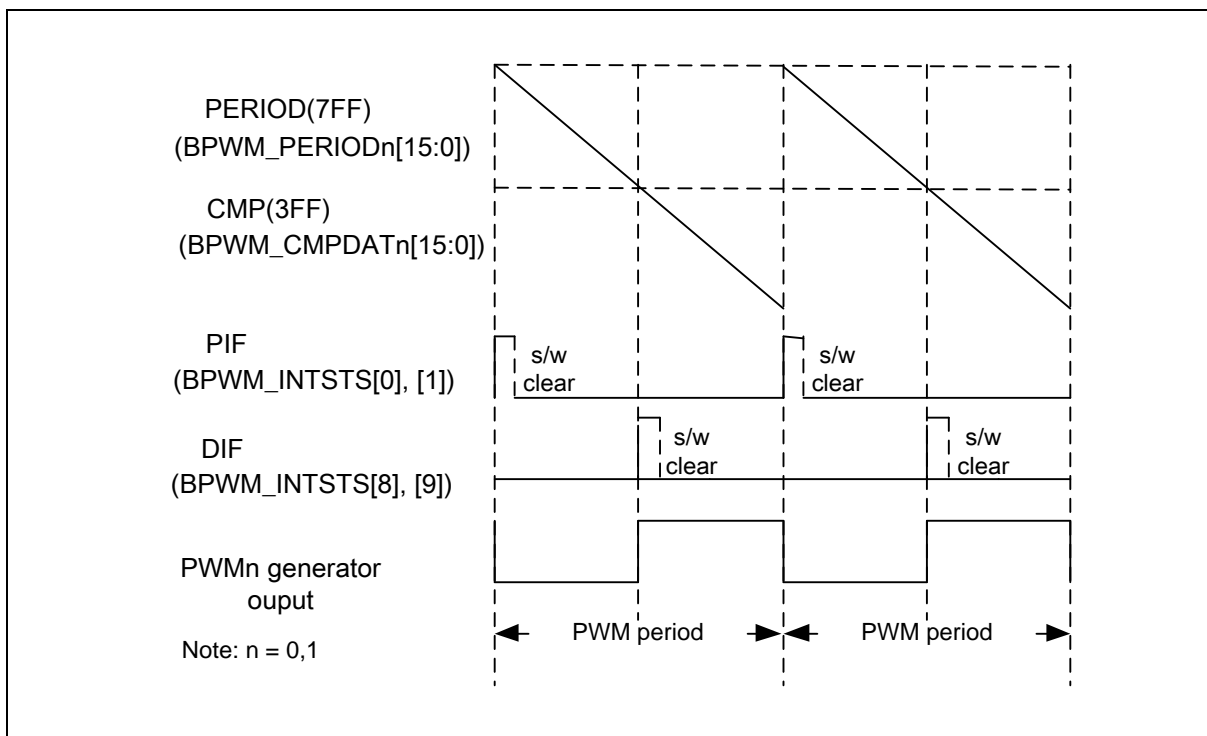 PERIOD(7FF)
(BPWM_PERIODn[15:0])
CMP(3FF)
(BPWM_CMPDATn[15:0])
PIF
(BPWM_INTSTS[0], [1])
s/w
clear
s/w
clear
DIF
(BPWM_INTSTS[8], [9])
s/w
clear
s/w
clear
PWMn generator
ouput
PWM period
PWM period
Note: n = 0,1